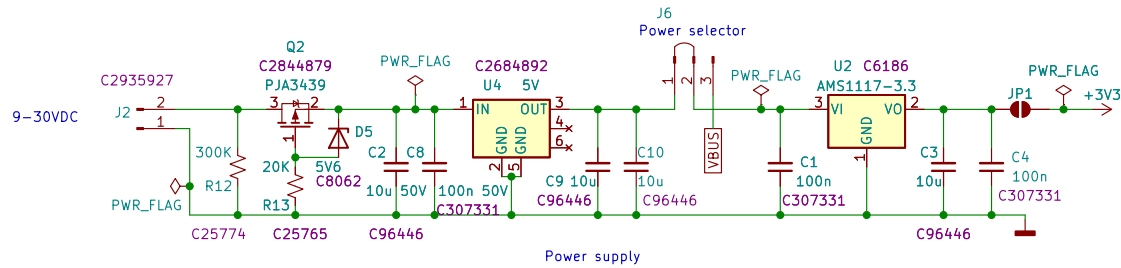 J6
Power selector
Q2
C2844879
PJA3439
PWR_FLAG
C2684892
U4 5V
PWR_FLAG
U2 C6186
AMS1117-3.3
PWR_FLAG
JP1
+3V3
C2935927
9-30VDC
J2
2
1
3
2
1
1
IN
OUT
GND
GND
2
5
3
4
6
1
2
3
VBUS
3
VI
VO
GND
1
2
300K
R12
20K
R13
D5
5V6
C8062
C2
10u
50V
C8
100n 50V
C307331
C9 10u
C96446
C10
10u
C96446
C1
100n
C307331
C3
10u
C4
100n
C307331
PWR_FLAG
C25774
C25765
C96446
C96446
Power supply